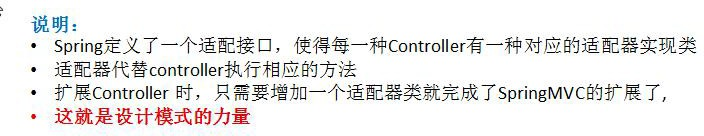 说明：
• Spring定义了一个适配接口，使得每一种Controller有一种对应的适配器实现类
• 适配器代替controller执行相应的方法
• 扩展Controller 时，只需要增加一个适配器类就完成了SpringMVC的扩展了,
• 这就是设计模式的力量